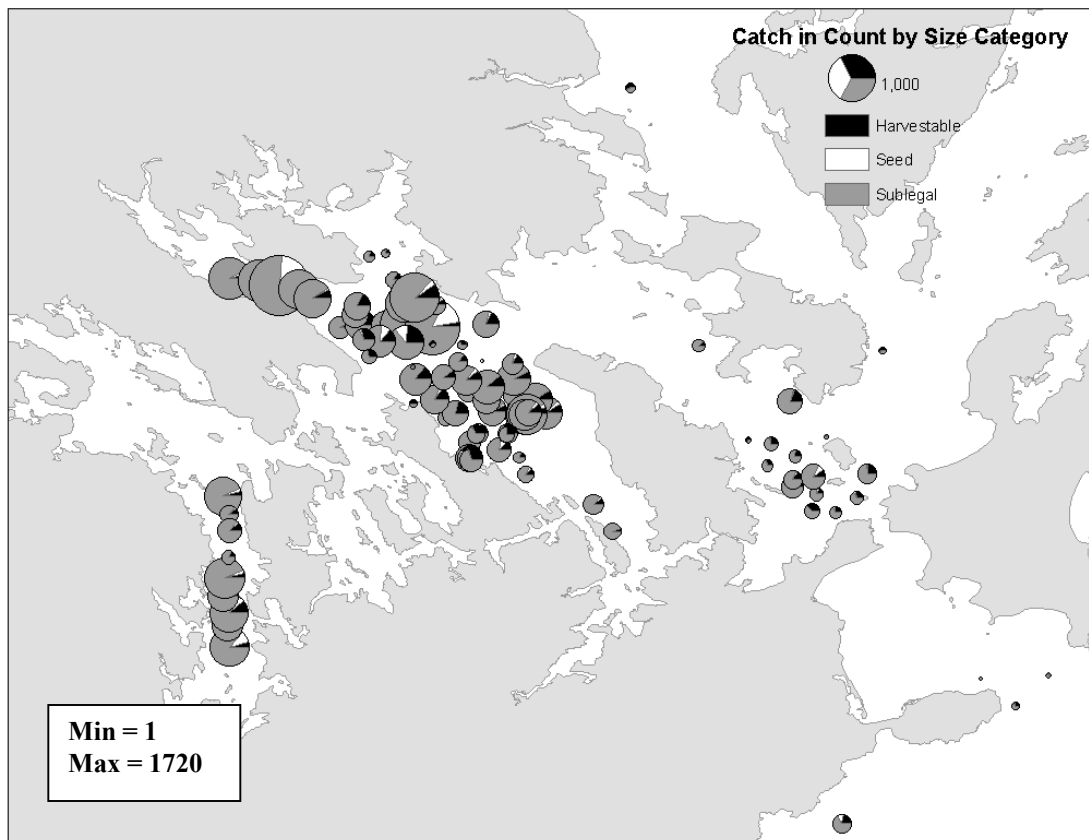 Catch in Count by Size Category
1,000
Harvestable
Seed
Sublegal
Min = 1
Max = 1720